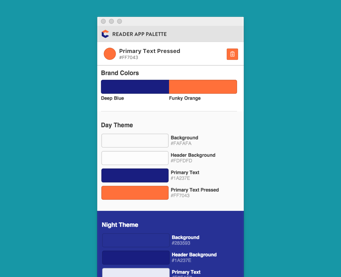 READER APP PALETTE
Primary Text Pressed
#FF7043
Brand Colors
Deep Blue
Funky Orange
Day Theme
Background
#FAFAFA
Header Background
#FDFDFD
Primary Text
#1A237E
Primary Text Pressed
#FF7043
Night Theme
Background
#283593
Header Background
#1A237E
Primary Text